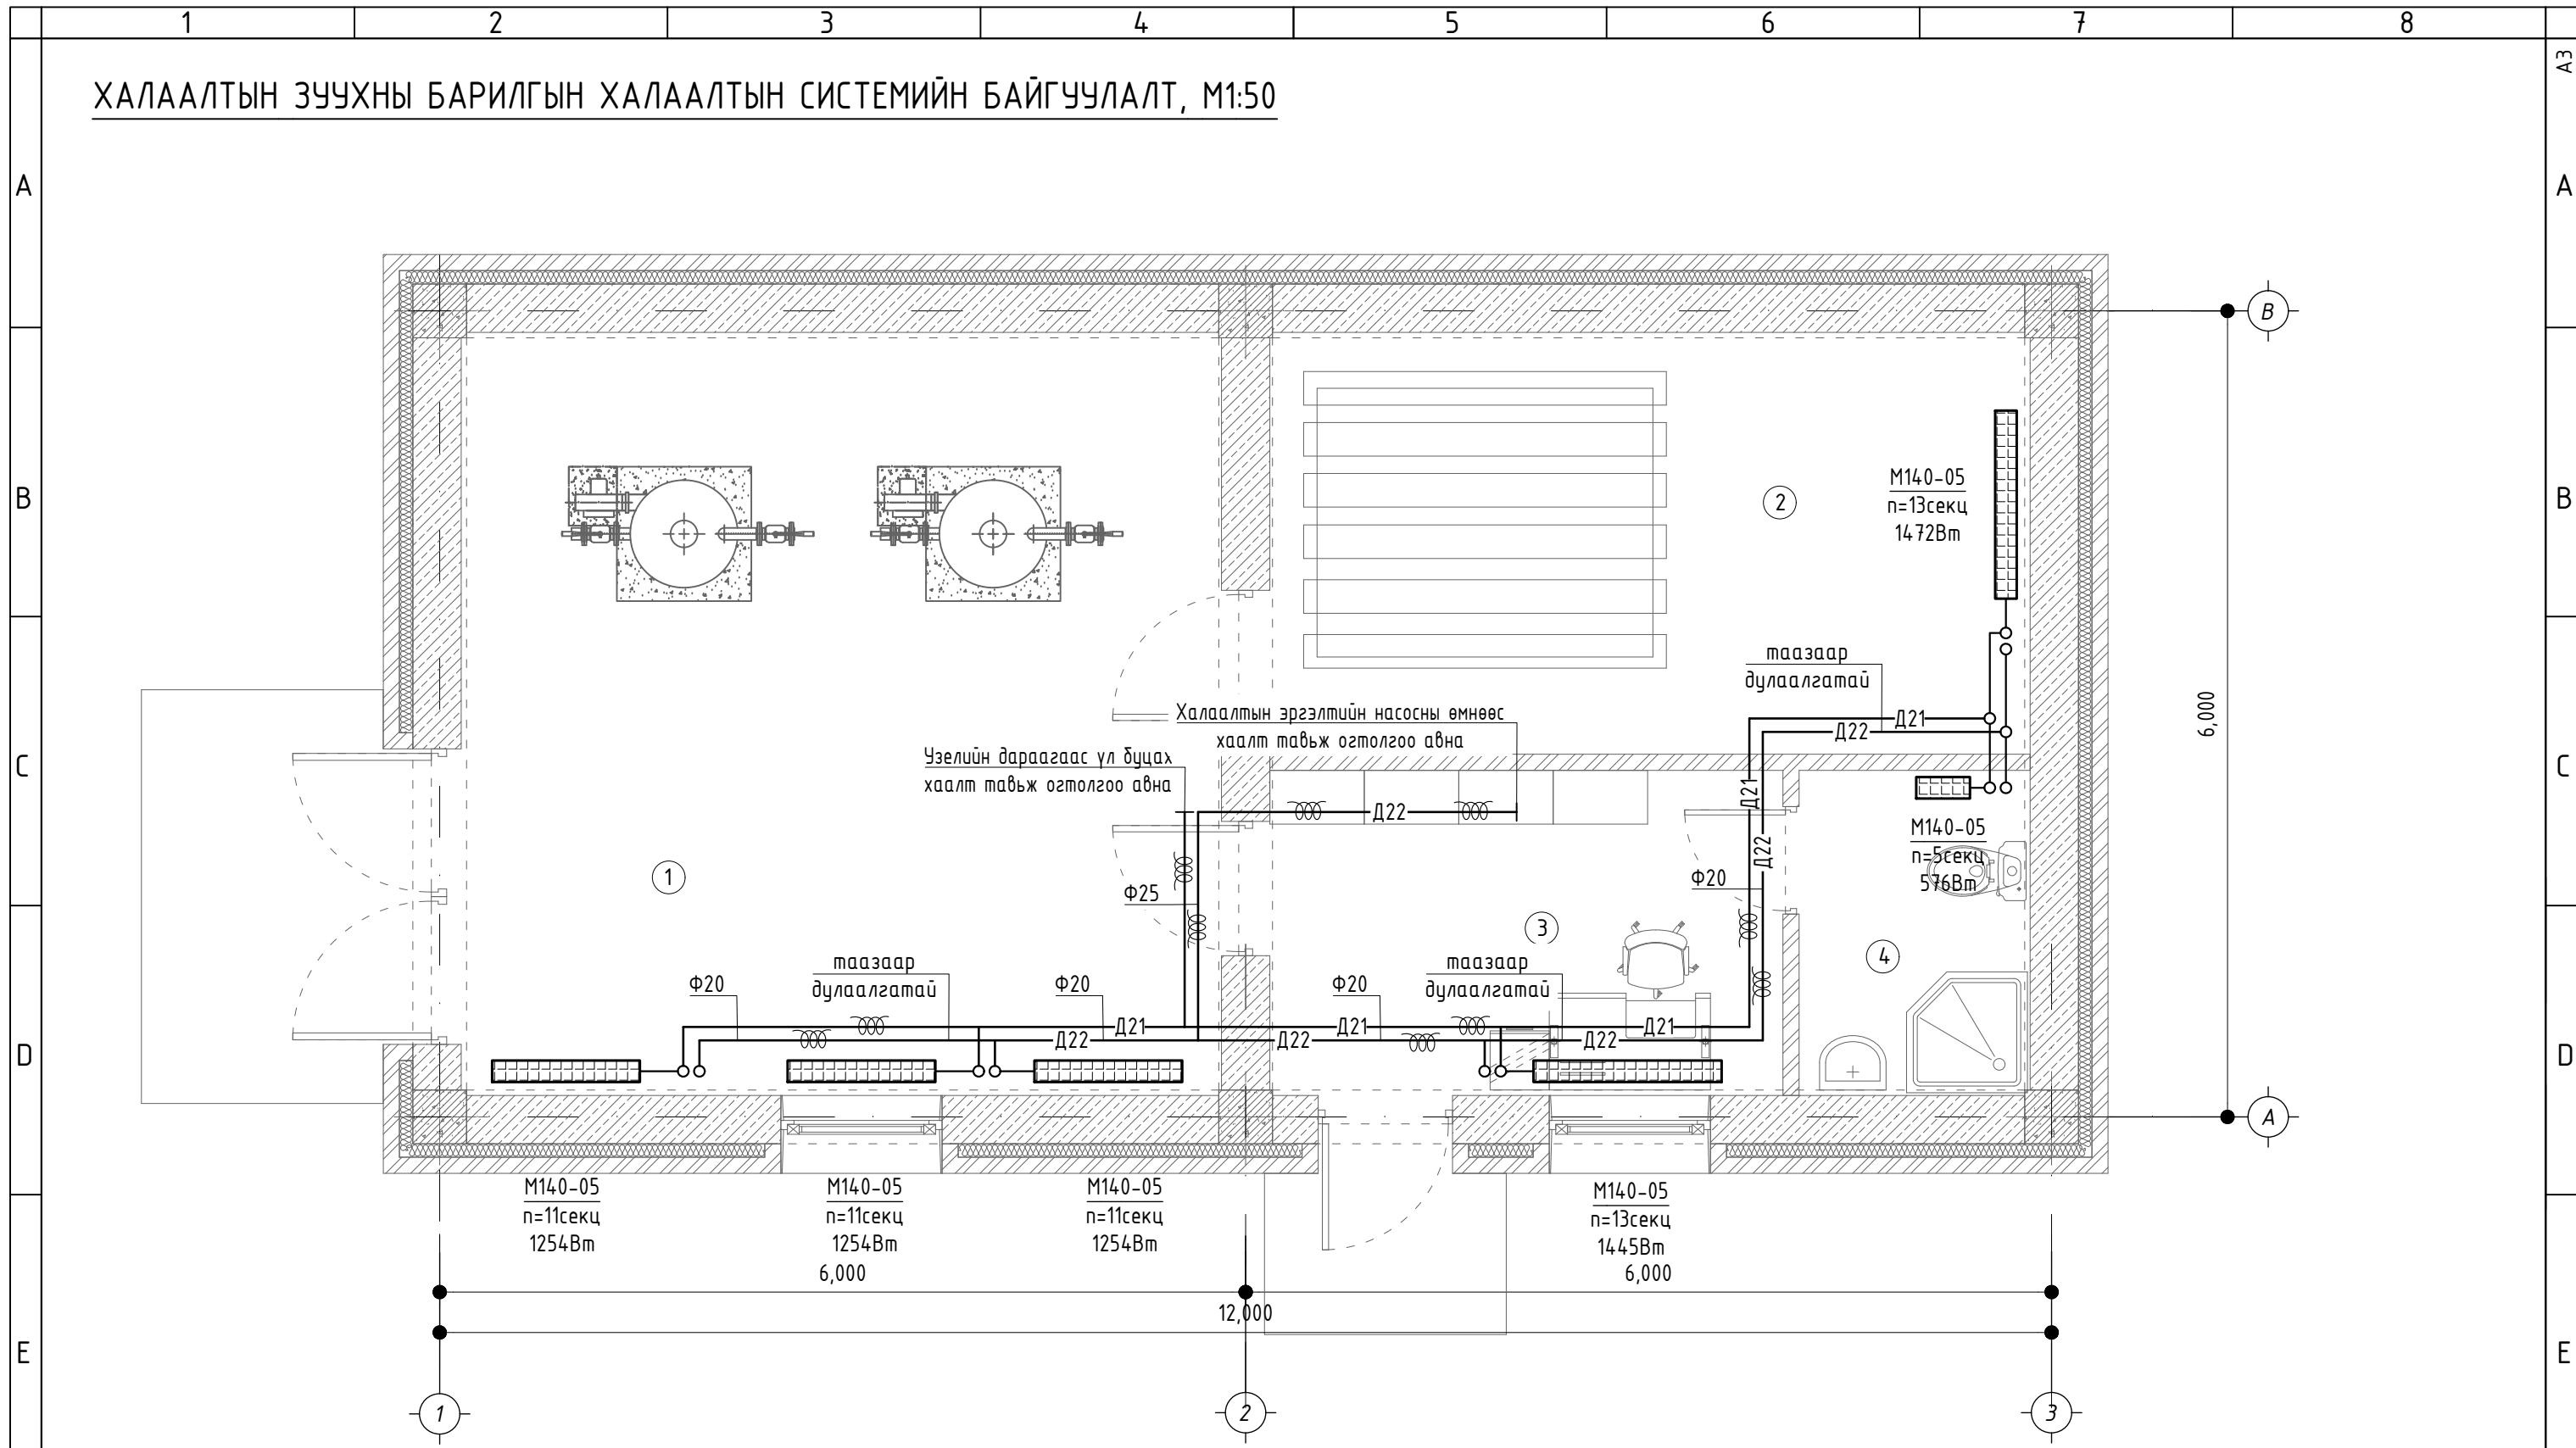 1 2 3 4 5 6 7 8
А3
ХАЛААЛТЫН ЗУУХНЫ БАРИЛГЫН ХАЛААЛТЫН СИСТЕМИЙН БАЙГУУЛАЛТ, М1:50
A A
B
B B
2
М140-05
п=13секц
1472Вт
таазаар
дулаалгатай
6,000
Д21
Д22
Халаалтын эргэлтийн насосны өмнөөс
хаалт тавьж огтолгоо авна
Узелийн дараагаас үл буцах
хаалт тавьж огтолгоо авна
C C
Д21
Д22
Д22
М140-05
п=5секц
576Вт
1
Ф25
Ф20
3
4
Ф20
таазаар
дулаалгатай
Ф20
Ф20
таазаар
дулаалгатай
Д21 Д21 Д21
Д22 Д22 Д22
D D
A
М140-05
п=11секц
1254Вт
М140-05
п=11секц
1254Вт
М140-05
п=11секц
1254Вт
М140-05
п=13секц
1445Вт
6,000 6,000
12,000
E E
1 2 3